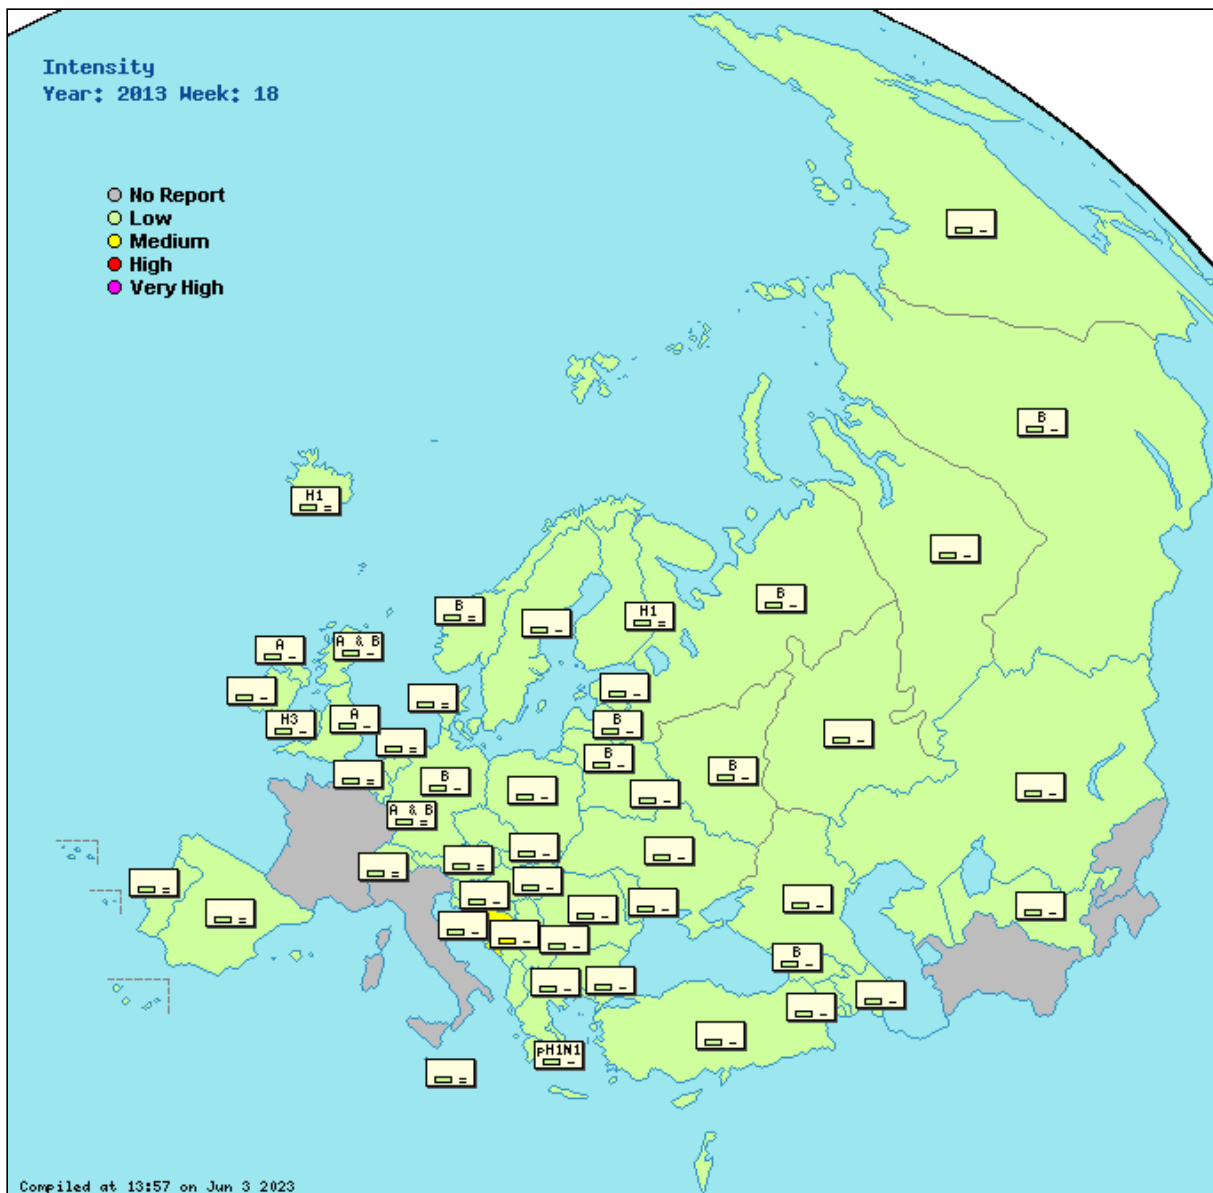 Intensity
Year: 2013 Week: 18
No Report
Low
Medium
High
Very High
B
H1
B
B
H1
A
A & B
H3
A
B
B
B
B
A & B
B
pH1N1
Compiled at 13:57 on Jun 3 2023